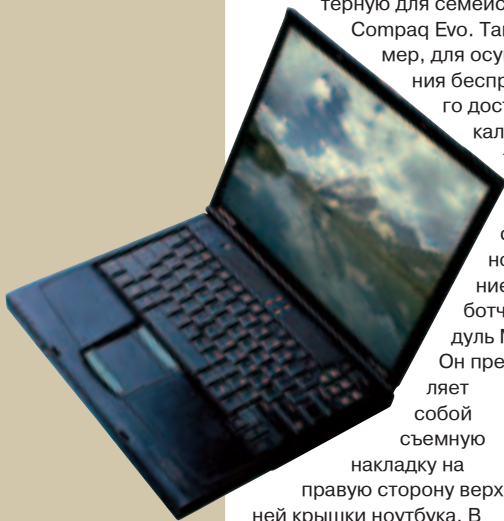 терную для семейс
Compaq Evo. Та
мер, для осу
ния беспр
го дост
кал
с
но
ние
ботч
дуль M
Он пре
ляет
собой
съемную
накладку на
правую сторону верх
ней крышки ноутбука. В